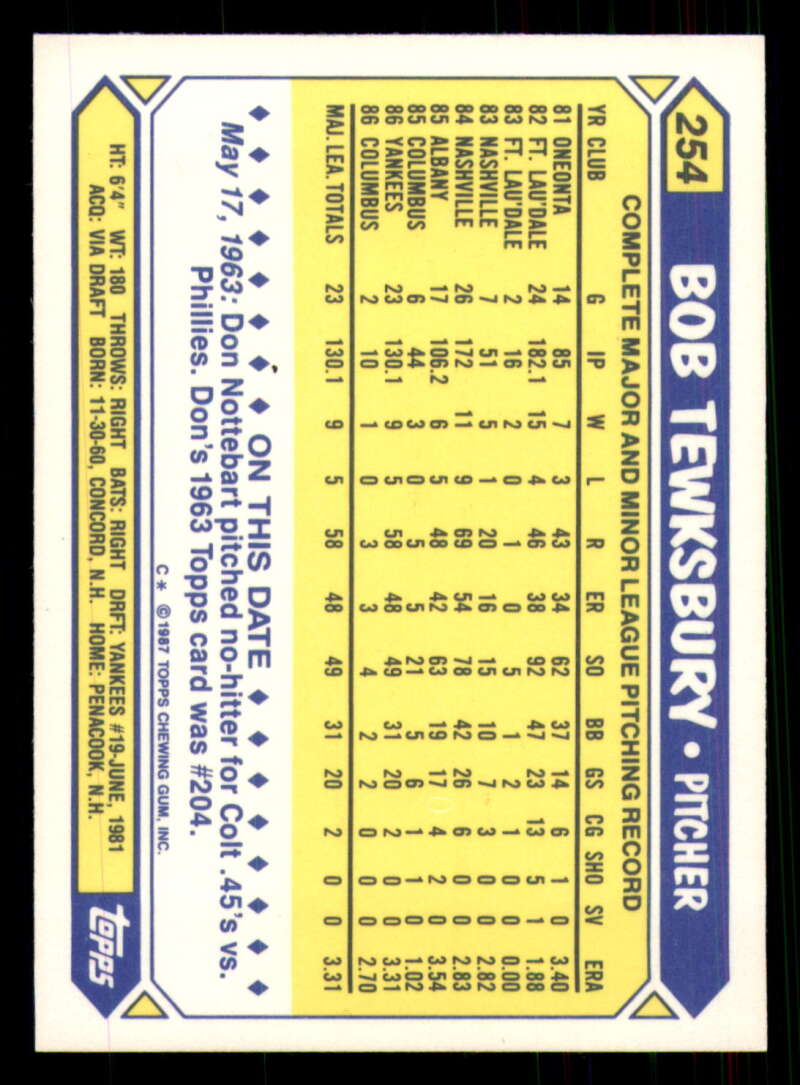 254 BOB TEWKSBURY • PITCHER
COMPLETE MAJOR AND MINOR LEAGUE PITCHING RECORD
YR CLUB G IP W L R ER SO BB GS CG SHO SV ERA
81 ONEONTA 14 85 7 3 43 34 62 37 14 6 1 0 3.40
82 FT. LAU'DALE 24 182.1 15 4 46 38 92 47 23 13 5 1 1.88
83 FT. LAU'DALE 2 16 2 0 1 0 5 1 2 1 0 0 0.00
83 NASHVILLE 7 51 5 1 20 16 15 10 7 3 0 0 2.82
84 NASHVILLE 26 172 11 9 69 54 78 42 26 6 0 0 2.83
85 ALBANY 17 106.2 6 5 48 42 63 19 17 4 2 0 3.54
85 COLUMBUS 6 44 3 0 5 5 21 5 6 1 1 0 1.02
86 YANKEES 23 130.1 9 5 58 48 49 31 20 2 0 0 3.31
86 COLUMBUS 2 10 1 0 3 3 4 2 2 0 0 0 2.70
MAJ. LEA. TOTALS 23 130.1 9 5 58 48 49 31 20 2 0 0 3.31
ON THIS DATE
May 17, 1963: Don Nottebart pitched no-hitter for Colt .45's vs.
Phillies. Don's 1963 Topps card was #204.
C* ©1987 TOPPS CHEWING GUM, INC.
HT: 6'4" WT: 180 THROWS: RIGHT BATS: RIGHT DRFT: YANKEES #19-JUNE, 1981
ACQ: VIA DRAFT BORN: 11-30-60, CONCORD, N.H. HOME: PENACOOK, N.H.
topps